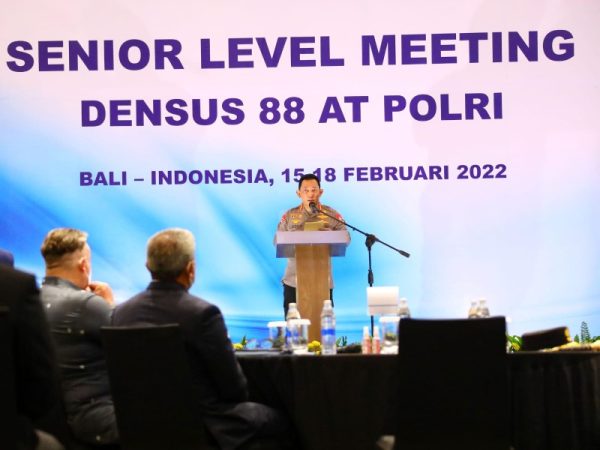 SENIOR LEVEL MEETING
DENSUS 88 AT POLRI
BALI – INDONESIA, 15-18 FEBRUARI 2022